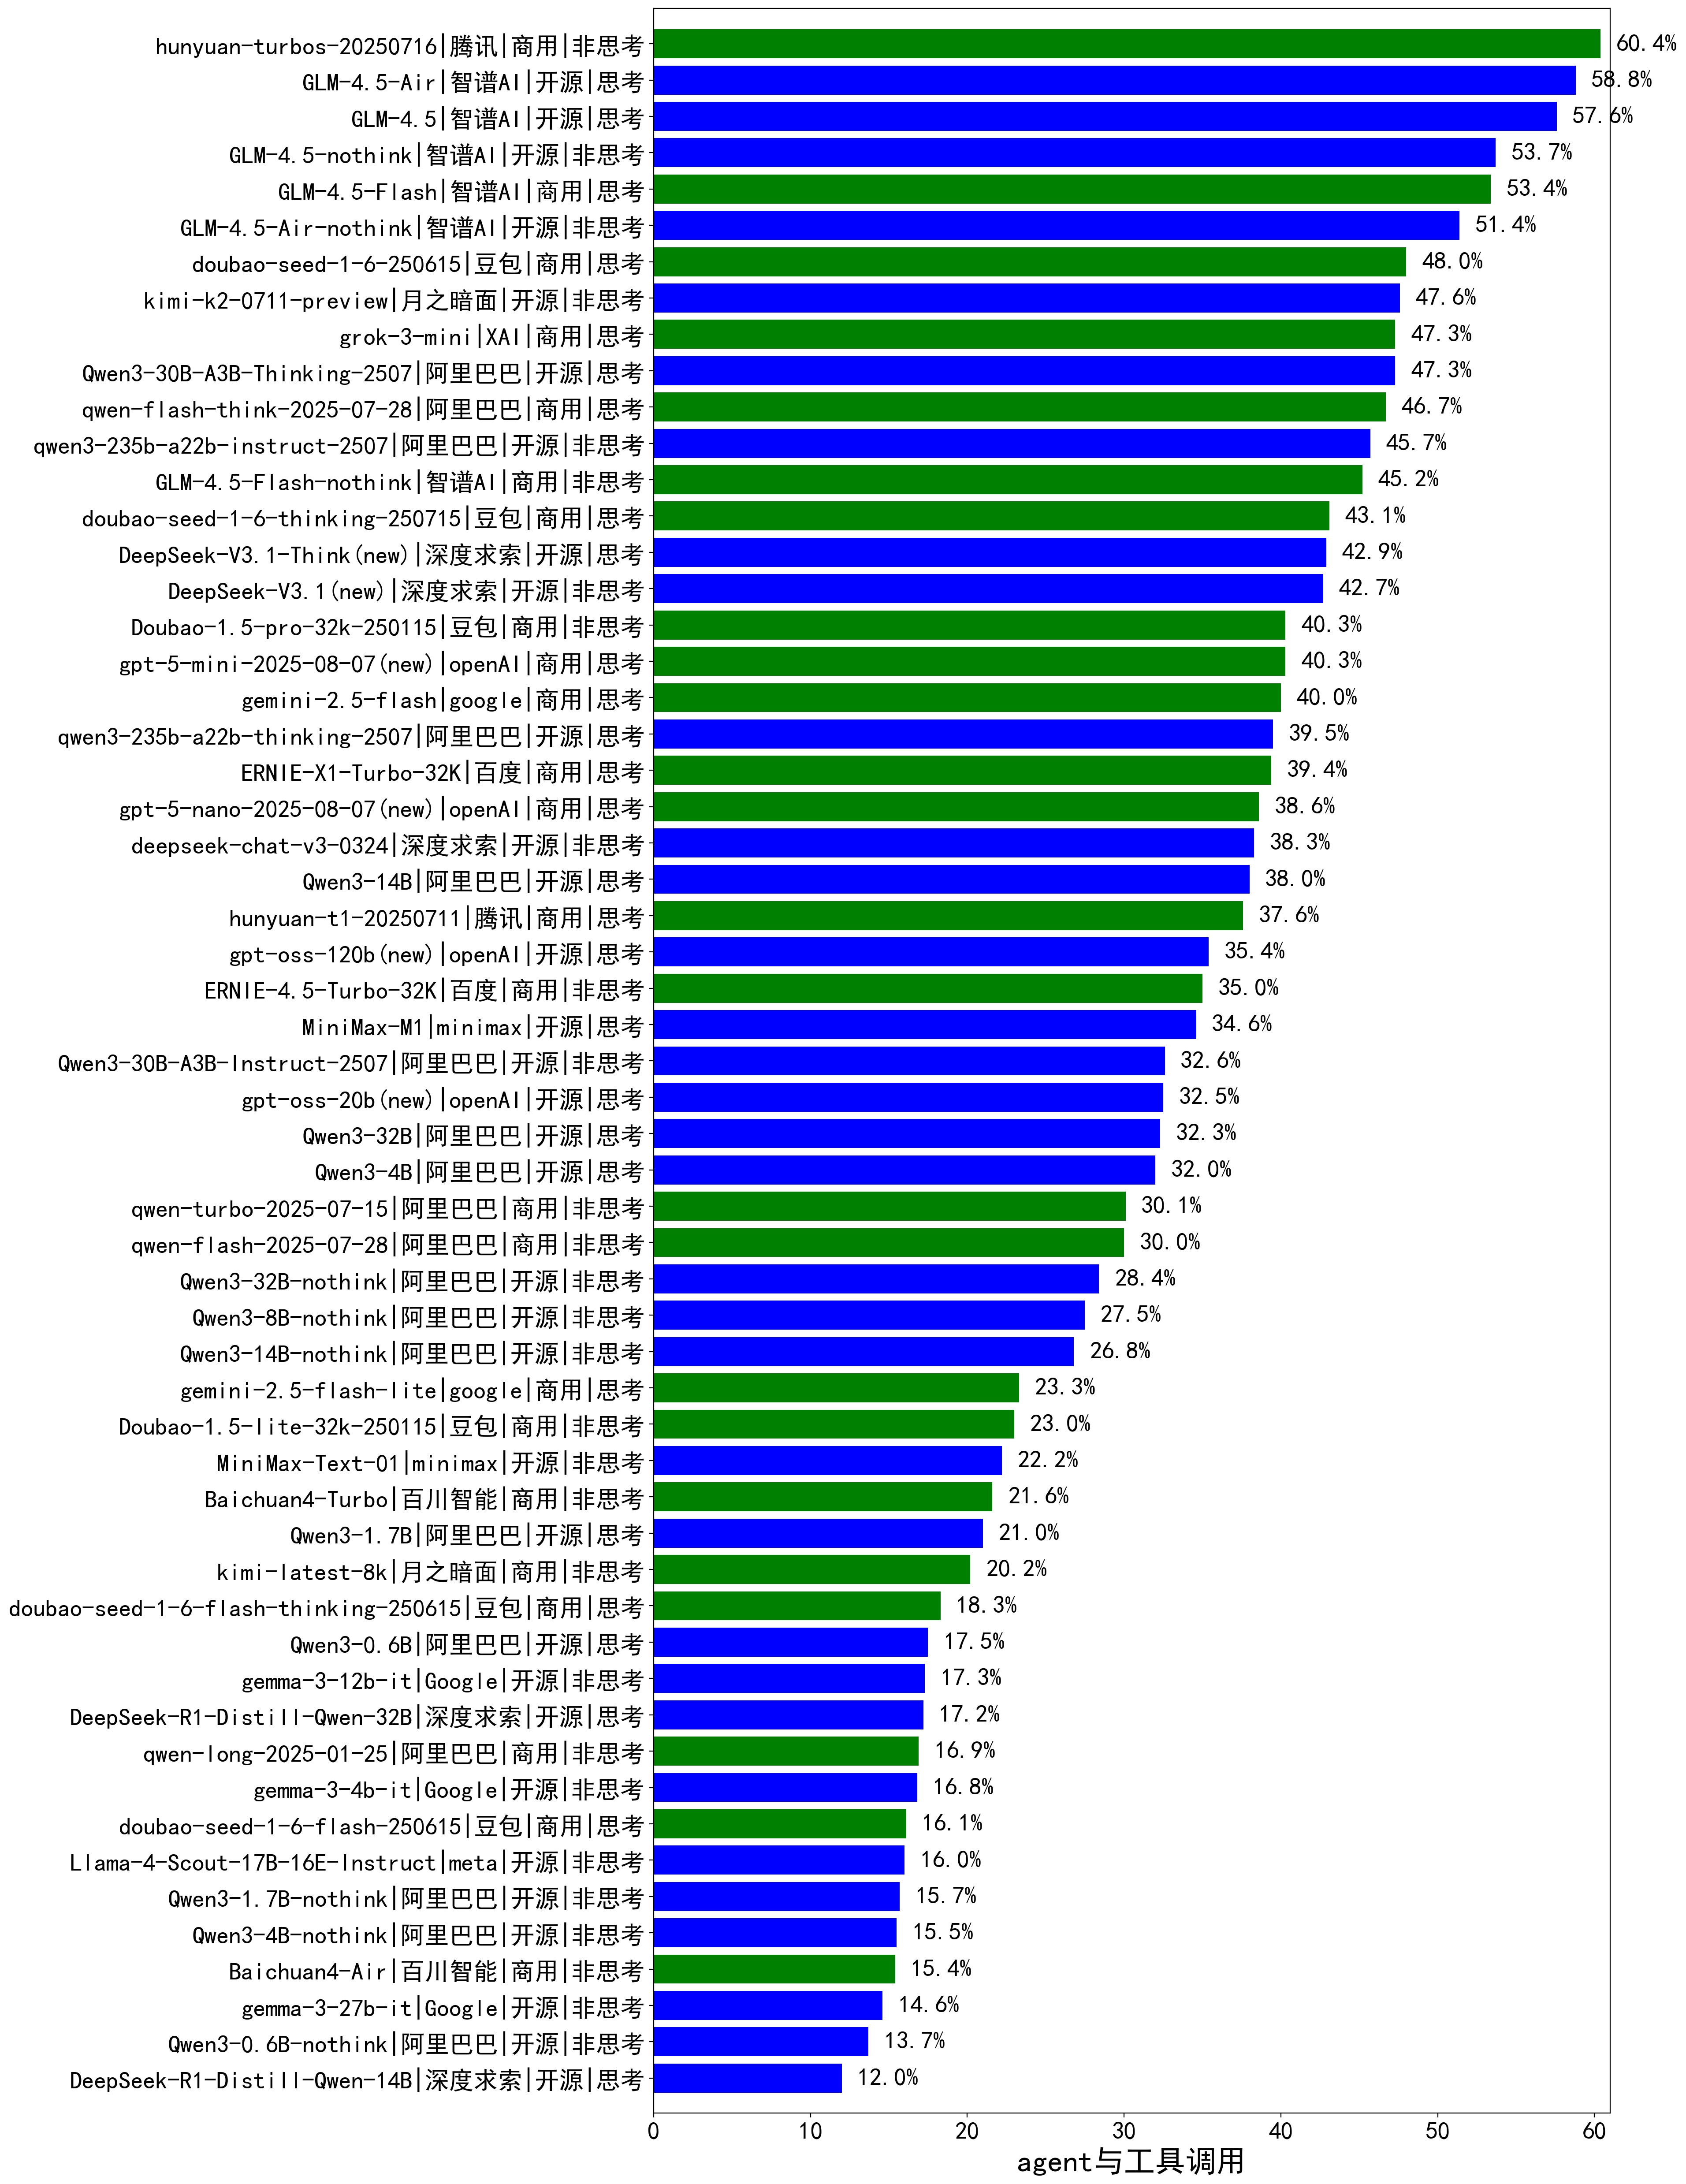 hunyuan-turbos-20250716|腾讯|商用|非思考 60.4%
GLM-4.5-Air|智谱AI|开源|思考 58.8%
GLM-4.5|智谱AI|开源|思考 57.6%
GLM-4.5-nothink|智谱AI|开源|非思考 53.7%
GLM-4.5-Flash|智谱AI|商用|思考 53.4%
GLM-4.5-Air-nothink|智谱AI|开源|非思考 51.4%
doubao-seed-1-6-250615|豆包|商用|思考 48.0%
kimi-k2-0711-preview|月之暗面|开源|非思考 47.6%
grok-3-mini|XAI|商用|思考 47.3%
Qwen3-30B-A3B-Thinking-2507|阿里巴巴|开源|思考 47.3%
qwen-flash-think-2025-07-28|阿里巴巴|商用|思考 46.7%
qwen3-235b-a22b-instruct-2507|阿里巴巴|开源|非思考 45.7%
GLM-4.5-Flash-nothink|智谱AI|商用|非思考 45.2%
doubao-seed-1-6-thinking-250715|豆包|商用|思考 43.1%
DeepSeek-V3.1-Think(new)|深度求索|开源|思考 42.9%
DeepSeek-V3.1(new)|深度求索|开源|非思考 42.7%
Doubao-1.5-pro-32k-250115|豆包|商用|非思考 40.3%
gpt-5-mini-2025-08-07(new)|openAI|商用|思考 40.3%
gemini-2.5-flash|google|商用|思考 40.0%
qwen3-235b-a22b-thinking-2507|阿里巴巴|开源|思考 39.5%
ERNIE-X1-Turbo-32K|百度|商用|思考 39.4%
gpt-5-nano-2025-08-07(new)|openAI|商用|思考 38.6%
deepseek-chat-v3-0324|深度求索|开源|非思考 38.3%
Qwen3-14B|阿里巴巴|开源|思考 38.0%
hunyuan-t1-20250711|腾讯|商用|思考 37.6%
gpt-oss-120b(new)|openAI|开源|思考 35.4%
ERNIE-4.5-Turbo-32K|百度|商用|非思考 35.0%
MiniMax-M1|minimax|开源|思考 34.6%
Qwen3-30B-A3B-Instruct-2507|阿里巴巴|开源|非思考 32.6%
gpt-oss-20b(new)|openAI|开源|思考 32.5%
Qwen3-32B|阿里巴巴|开源|思考 32.3%
Qwen3-4B|阿里巴巴|开源|思考 32.0%
qwen-turbo-2025-07-15|阿里巴巴|商用|非思考 30.1%
qwen-flash-2025-07-28|阿里巴巴|商用|非思考 30.0%
Qwen3-32B-nothink|阿里巴巴|开源|非思考 28.4%
Qwen3-8B-nothink|阿里巴巴|开源|非思考 27.5%
Qwen3-14B-nothink|阿里巴巴|开源|非思考 26.8%
gemini-2.5-flash-lite|google|商用|思考 23.3%
Doubao-1.5-lite-32k-250115|豆包|商用|非思考 23.0%
MiniMax-Text-01|minimax|开源|非思考 22.2%
Baichuan4-Turbo|百川智能|商用|非思考 21.6%
Qwen3-1.7B|阿里巴巴|开源|思考 21.0%
kimi-latest-8k|月之暗面|商用|非思考 20.2%
doubao-seed-1-6-flash-thinking-250615|豆包|商用|思考 18.3%
Qwen3-0.6B|阿里巴巴|开源|思考 17.5%
gemma-3-12b-it|Google|开源|非思考 17.3%
DeepSeek-R1-Distill-Qwen-32B|深度求索|开源|思考 17.2%
qwen-long-2025-01-25|阿里巴巴|商用|非思考 16.9%
gemma-3-4b-it|Google|开源|非思考 16.8%
doubao-seed-1-6-flash-250615|豆包|商用|思考 16.1%
Llama-4-Scout-17B-16E-Instruct|meta|开源|非思考 16.0%
Qwen3-1.7B-nothink|阿里巴巴|开源|非思考 15.7%
Qwen3-4B-nothink|阿里巴巴|开源|非思考 15.5%
Baichuan4-Air|百川智能|商用|非思考 15.4%
gemma-3-27b-it|Google|开源|非思考 14.6%
Qwen3-0.6B-nothink|阿里巴巴|开源|非思考 13.7%
DeepSeek-R1-Distill-Qwen-14B|深度求索|开源|思考 12.0%
0 10 20 30 40 50 60
agent与工具调用